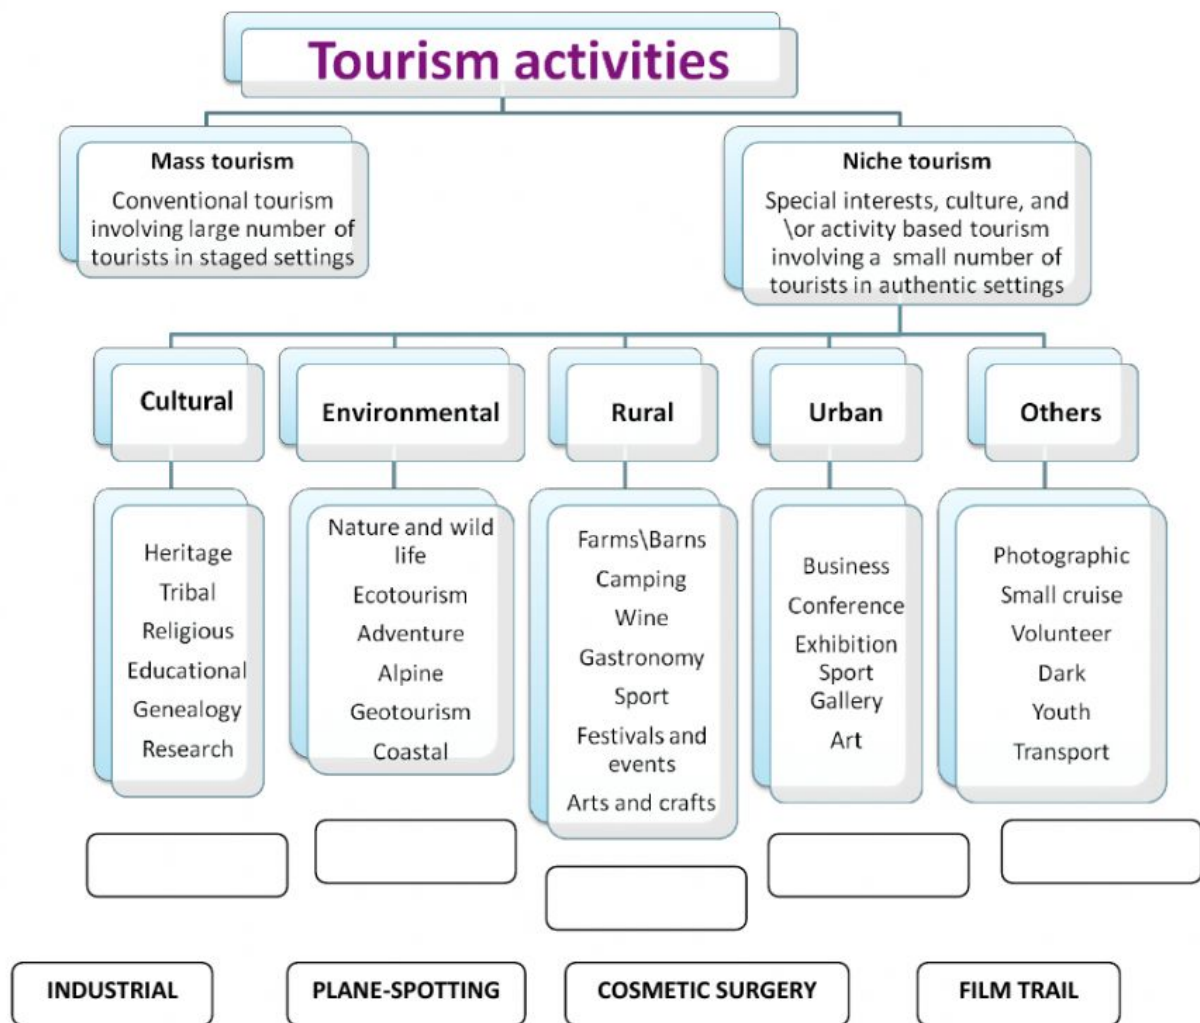 Tourism activities
Mass tourism
Conventional tourism
involving large number of
tourists in staged settings
Niche tourism
Special interests, culture, and
\or activity based tourism
involving a small number of
tourists in authentic settings
Cultural
Environmental
Rural
Urban
Others
Heritage
Tribal
Religious
Educational
Genealogy
Research
Nature and wild
life
Ecotourism
Adventure
Alpine
Geotourism
Coastal
Farms\Barns
Camping
Wine
Gastronomy
Sport
Festivals and
events
Arts and crafts
Business
Conference
Exhibition
Sport
Gallery
Art
Photographic
Small cruise
Volunteer
Dark
Youth
Transport
INDUSTRIAL
PLANE-SPOTTING
COSMETIC SURGERY
FILM TRAIL